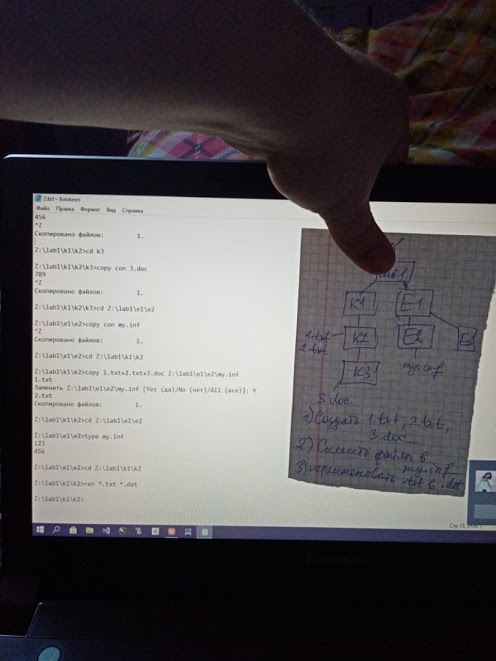 2.txt – Блокнот
Файл Правка Формат Вид Справка
456
^Z
Скопировано файлов: 1.
Z:\lab1\k1\k2>cd k3
Z:\lab1\k1\k2\k3>copy con 3.doc
789
^Z
Скопировано файлов: 1.
Z:\lab1\k1\k2\k3>cd Z:\lab1\e1\e2
Z:\lab1\e1\e2>copy con my.inf
^Z
Скопировано файлов: 1.
Z:\lab1\e1\e2>cd Z:\lab1\k1\k2
Z:\lab1\k1\k2>copy 1.txt+2.txt+3.doc Z:\lab1\e1\e2\my.inf
1.txt
Заменить Z:\lab1\e1\e2\my.inf [Yes (да)/No (нет)/All (все)]: Y
2.txt
Скопировано файлов: 1.
Z:\lab1\k1\k2>cd Z:\lab1\e1\e2
Z:\lab1\e1\e2>type my.inf
123
456
Z:\lab1\e1\e2>cd Z:\lab1\k1\k2
Z:\lab1\k1\k2>ren *.txt *.dat
Z:\lab1\k1\k2>
K1 E1
1.txt K2 E2 E3
2.txt my.inf
K3
3.doc
1) Создать 1.txt, 2.txt,
3.doc
2) Склеить файлы в
my.inf
3) переименовать .txt в .dat